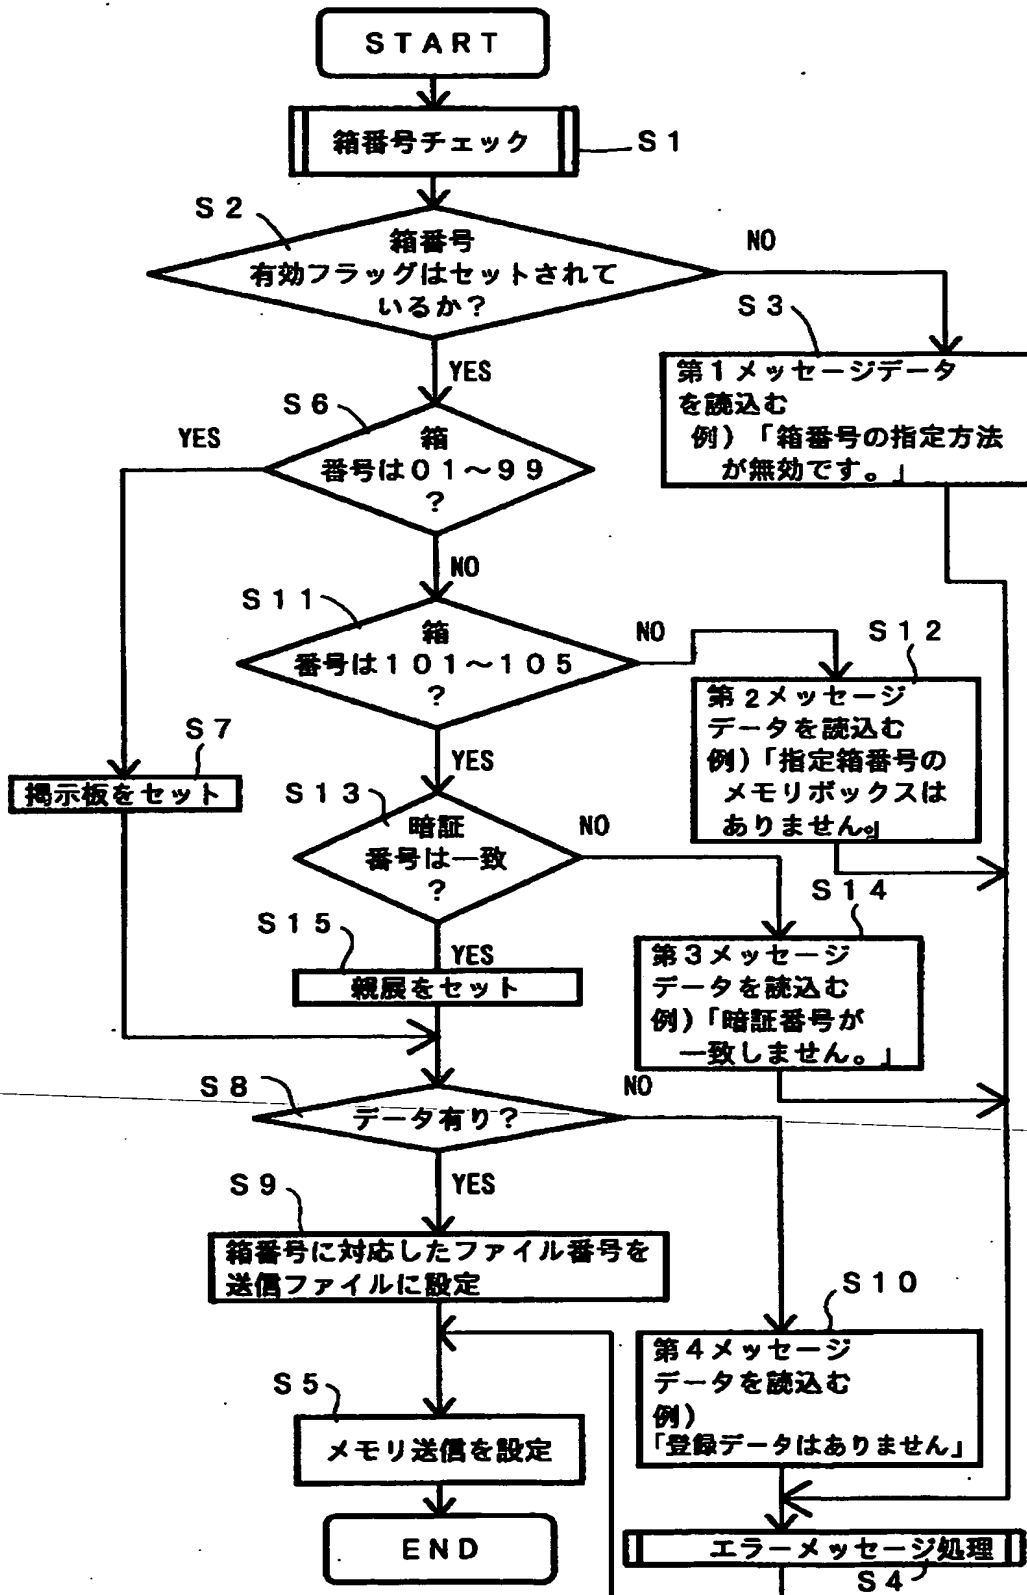 START
箱番号チェック
S1
S2
箱番号
有効フラッグはセットされて
いるか?
NO
YES
S3
第1メッセージデータ
を読込む
例)「箱番号の指定方法
が無効です。」
S6
YES
箱
番号は01〜99
?
NO
S11
箱
番号は101〜105
?
NO
YES
S12
第2メッセージ
データを読込む
例)「指定箱番号の
メモリボックスは
ありません。」
S7
掲示板をセット
S13
暗証
番号は一致
?
NO
YES
S14
第3メッセージ
データを読込む
例)「暗証番号が
一致しません。」
S15
親展をセット
S8
データ有り?
NO
YES
S9
箱番号に対応したファイル番号を
送信ファイルに設定
S10
第4メッセージ
データを読込む
例)
「登録データはありません」
S5
メモリ送信を設定
END
エラーメッセージ処理
S4